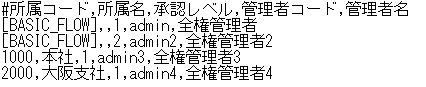 #所属コード,所属名,承認レベル,管理者コード,管理者名
[BASIC_FLOW],,1,admin,全権管理者
[BASIC_FLOW],,2,admin2,全権管理者2
1000,本社,1,admin3,全権管理者3
2000,大阪支社,1,admin4,全権管理者4